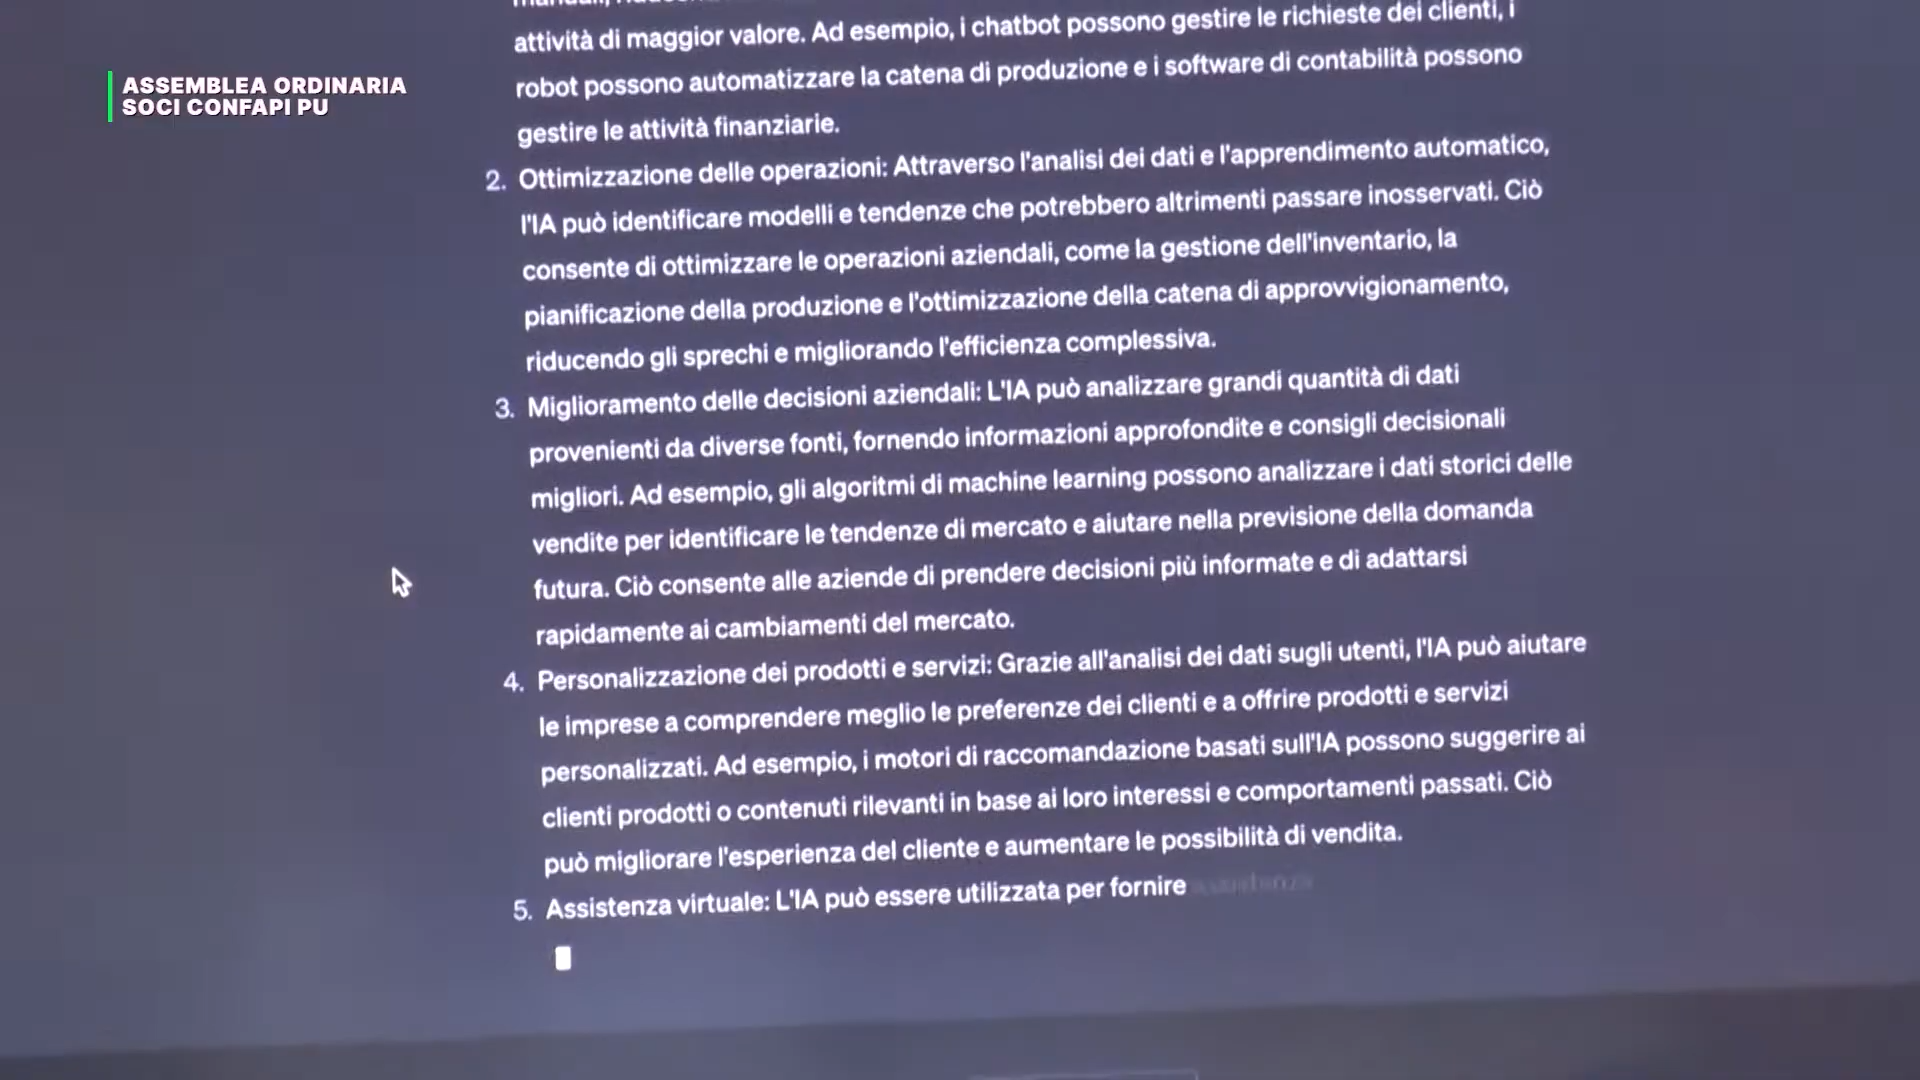 ASSEMBLEA ORDINARIA
SOCI CONFAPI PU
attività di maggior valore. Ad esempio, i chatbot possono gestire le richieste dei clienti, i
robot possono automatizzare la catena di produzione e i software di contabilità possono
gestire le attività finanziarie.
2. Ottimizzazione delle operazioni: Attraverso l'analisi dei dati e l'apprendimento automatico,
l'IA può identificare modelli e tendenze che potrebbero altrimenti passare inosservati. Ciò
consente di ottimizzare le operazioni aziendali, come la gestione dell'inventario, la
pianificazione della produzione e l'ottimizzazione della catena di approvvigionamento,
riducendo gli sprechi e migliorando l'efficienza complessiva.
3. Miglioramento delle decisioni aziendali: L'IA può analizzare grandi quantità di dati
provenienti da diverse fonti, fornendo informazioni approfondite e consigli decisionali
migliori. Ad esempio, gli algoritmi di machine learning possono analizzare i dati storici delle
vendite per identificare le tendenze di mercato e aiutare nella previsione della domanda
futura. Ciò consente alle aziende di prendere decisioni più informate e di adattarsi
rapidamente ai cambiamenti del mercato.
4. Personalizzazione dei prodotti e servizi: Grazie all'analisi dei dati sugli utenti, l'IA può aiutare
le imprese a comprendere meglio le preferenze dei clienti e a offrire prodotti e servizi
personalizzati. Ad esempio, i motori di raccomandazione basati sull'IA possono suggerire ai
clienti prodotti o contenuti rilevanti in base ai loro interessi e comportamenti passati. Ciò
può migliorare l'esperienza del cliente e aumentare le possibilità di vendita.
5. Assistenza virtuale: L'IA può essere utilizzata per fornire